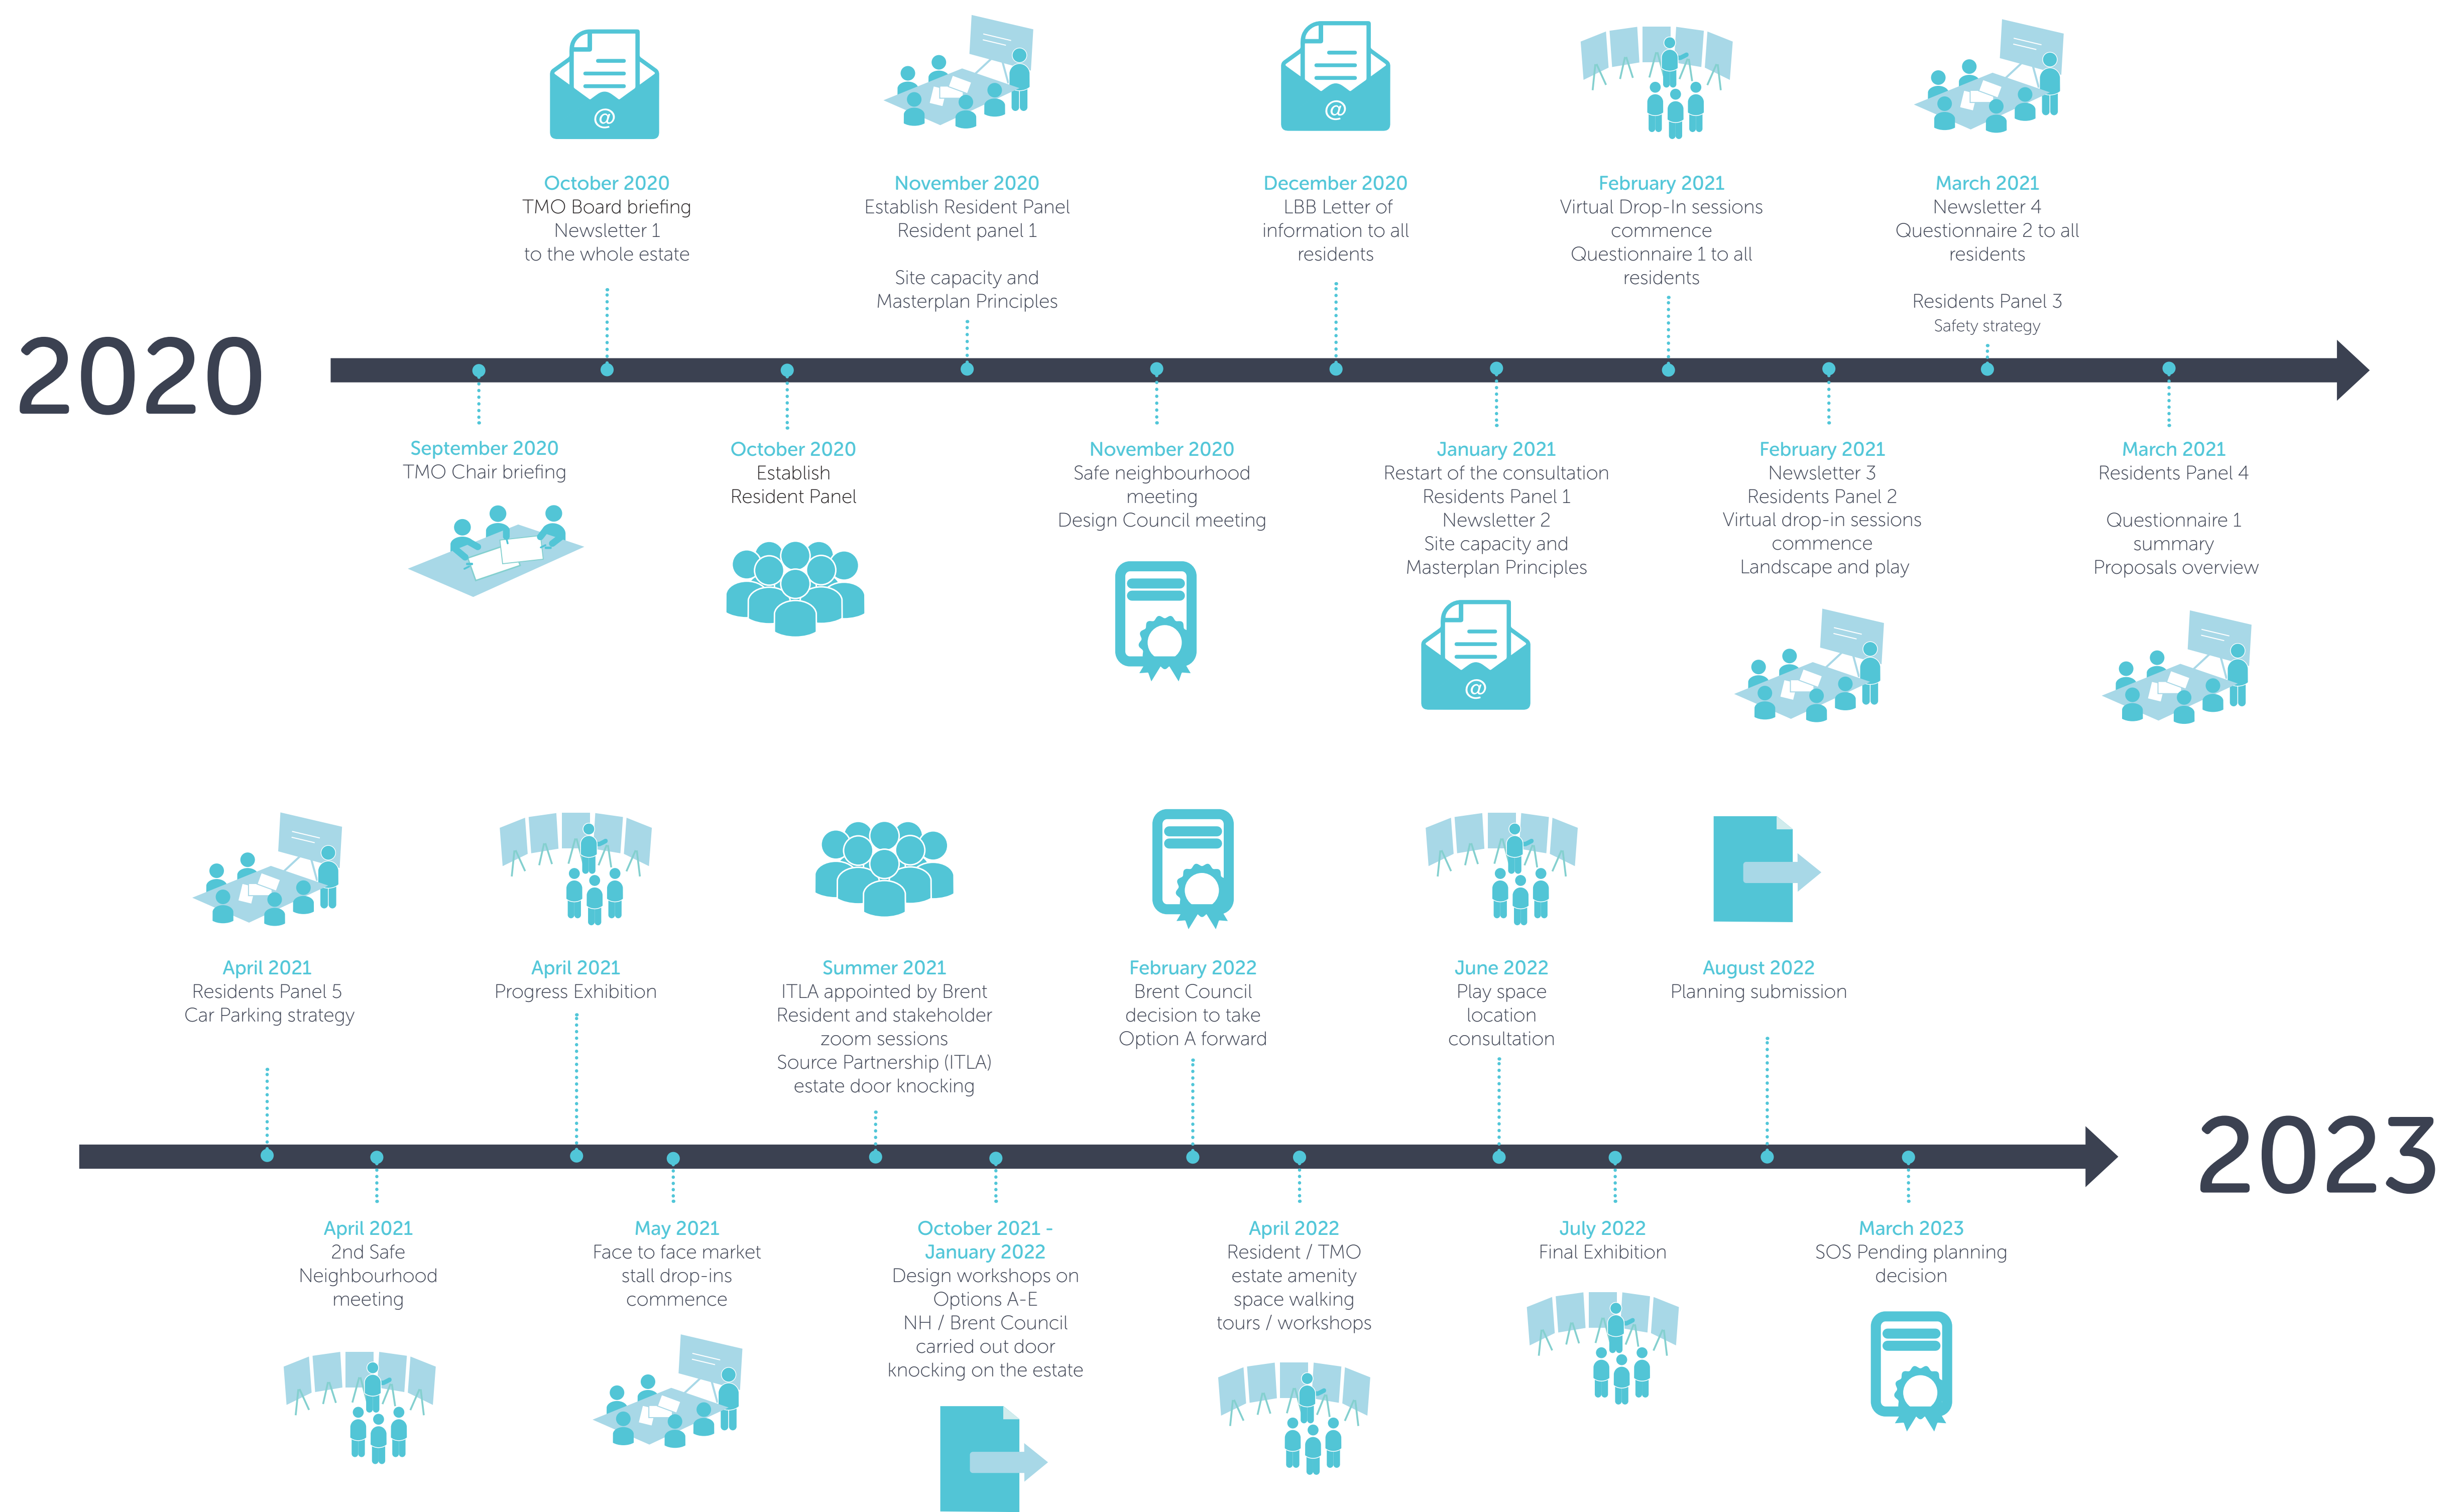 2020
October 2020
TMO Board briefing
Newsletter 1
to the whole estate
November 2020
Establish Resident Panel
Resident panel 1
Site capacity and
Masterplan Principles
December 2020
LBB Letter of
information to all
residents
February 2021
Virtual Drop-In sessions
commence
Questionnaire 1 to all
residents
March 2021
Newsletter 4
Questionnaire 2 to all
residents
Residents Panel 3
Safety strategy
September 2020
TMO Chair briefing
October 2020
Establish
Resident Panel
November 2020
Safe neighbourhood
meeting
Design Council meeting
January 2021
Restart of the consultation
Residents Panel 1
Newsletter 2
Site capacity and
Masterplan Principles
February 2021
Newsletter 3
Residents Panel 2
Virtual drop-in sessions
commence
Landscape and play
March 2021
Residents Panel 4
Questionnaire 1
summary
Proposals overview
@
@
@
April 2021
Residents Panel 5
Car Parking strategy
April 2021
Progress Exhibition
Summer 2021
ITLA appointed by Brent
Resident and stakeholder
zoom sessions
Source Partnership (ITLA)
estate door knocking
February 2022
Brent Council
decision to take
Option A forward
June 2022
Play space
location
consultation
August 2022
Planning submission
2023
April 2021
2nd Safe
Neighbourhood
meeting
May 2021
Face to face market
stall drop-ins
commence
October 2021 -
January 2022
Design workshops on
Options A-E
NH / Brent Council
carried out door
knocking on the estate
April 2022
Resident / TMO
estate amenity
space walking
tours / workshops
July 2022
Final Exhibition
March 2023
SOS Pending planning
decision